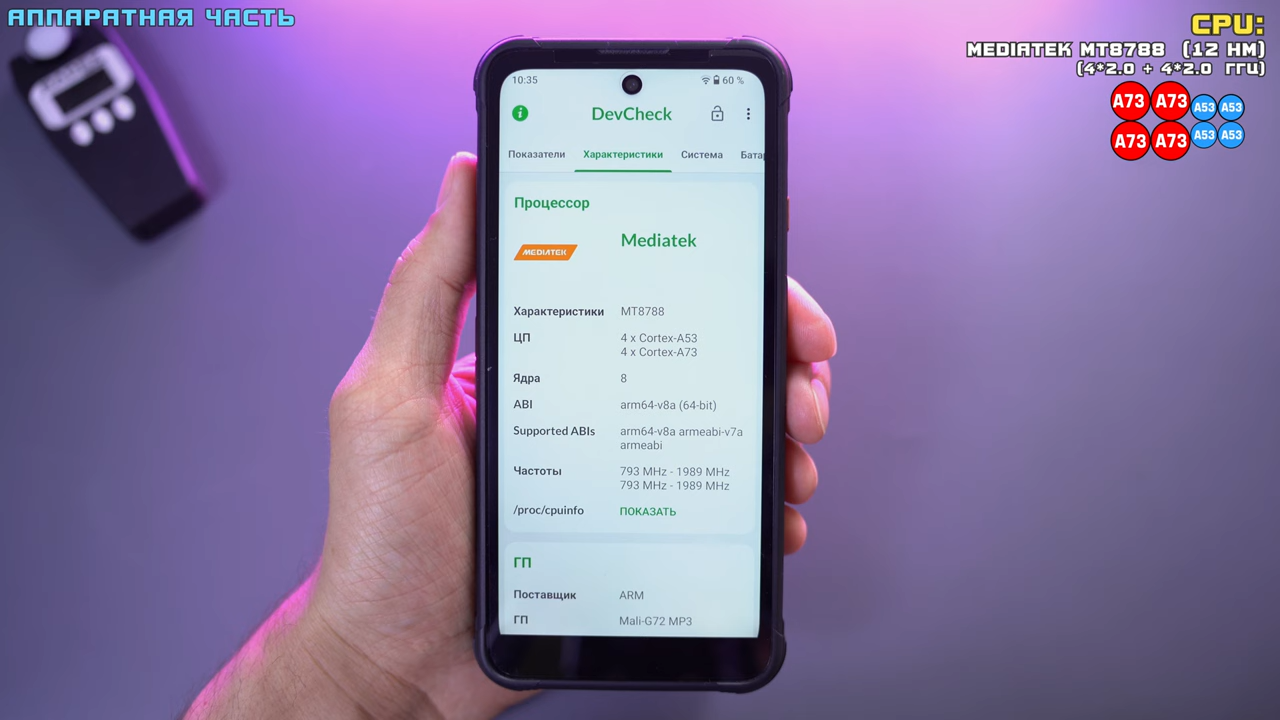 АППАРАТНАЯ ЧАСТЬ
CPU:
MEDIATEK MT8788 (12 НМ)
(4*2.0 + 4*2.0 ГГЦ)
A73 A73 A53 A53
A73 A73 A53 A53
10:35 60 %
i DevCheck
Показатели Характеристики Система
Процессор
MEDIATEK Mediatek
Характеристики MT8788
ЦП 4 x Cortex-A53
4 x Cortex-A73
Ядра 8
ABI arm64-v8a (64-bit)
Supported ABIs arm64-v8a armeabi-v7a
armeabi
Частоты 793 MHz - 1989 MHz
793 MHz - 1989 MHz
/proc/cpuinfo ПОКАЗАТЬ
ГП
Поставщик ARM
ГП Mali-G72 MP3